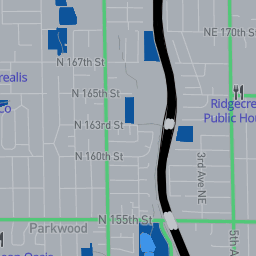 NE 170th St
N 167th St
realis
N 165th St
Co
Ridgecre
Public Hou
N 163rd St
N 160th St
3rd Ave NE
N 155th St
Parkwood
5th A